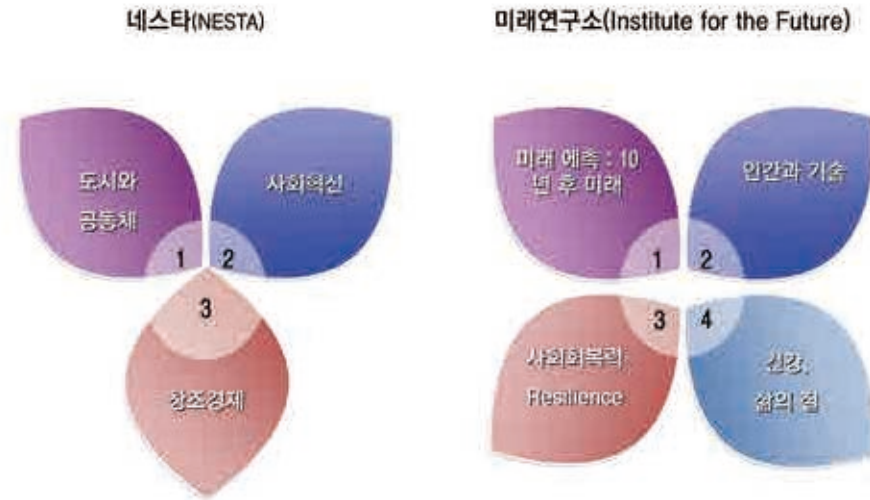 네스타(NESTA)
도시와
공동체
사회혁신
1
2
3
창조경제
미래연구소(Institute for the Future)
미래 예측 : 10
년 후 미래
인간과 기술
1
2
3
4
사회회복력
Resilience
건강,
삶의 질